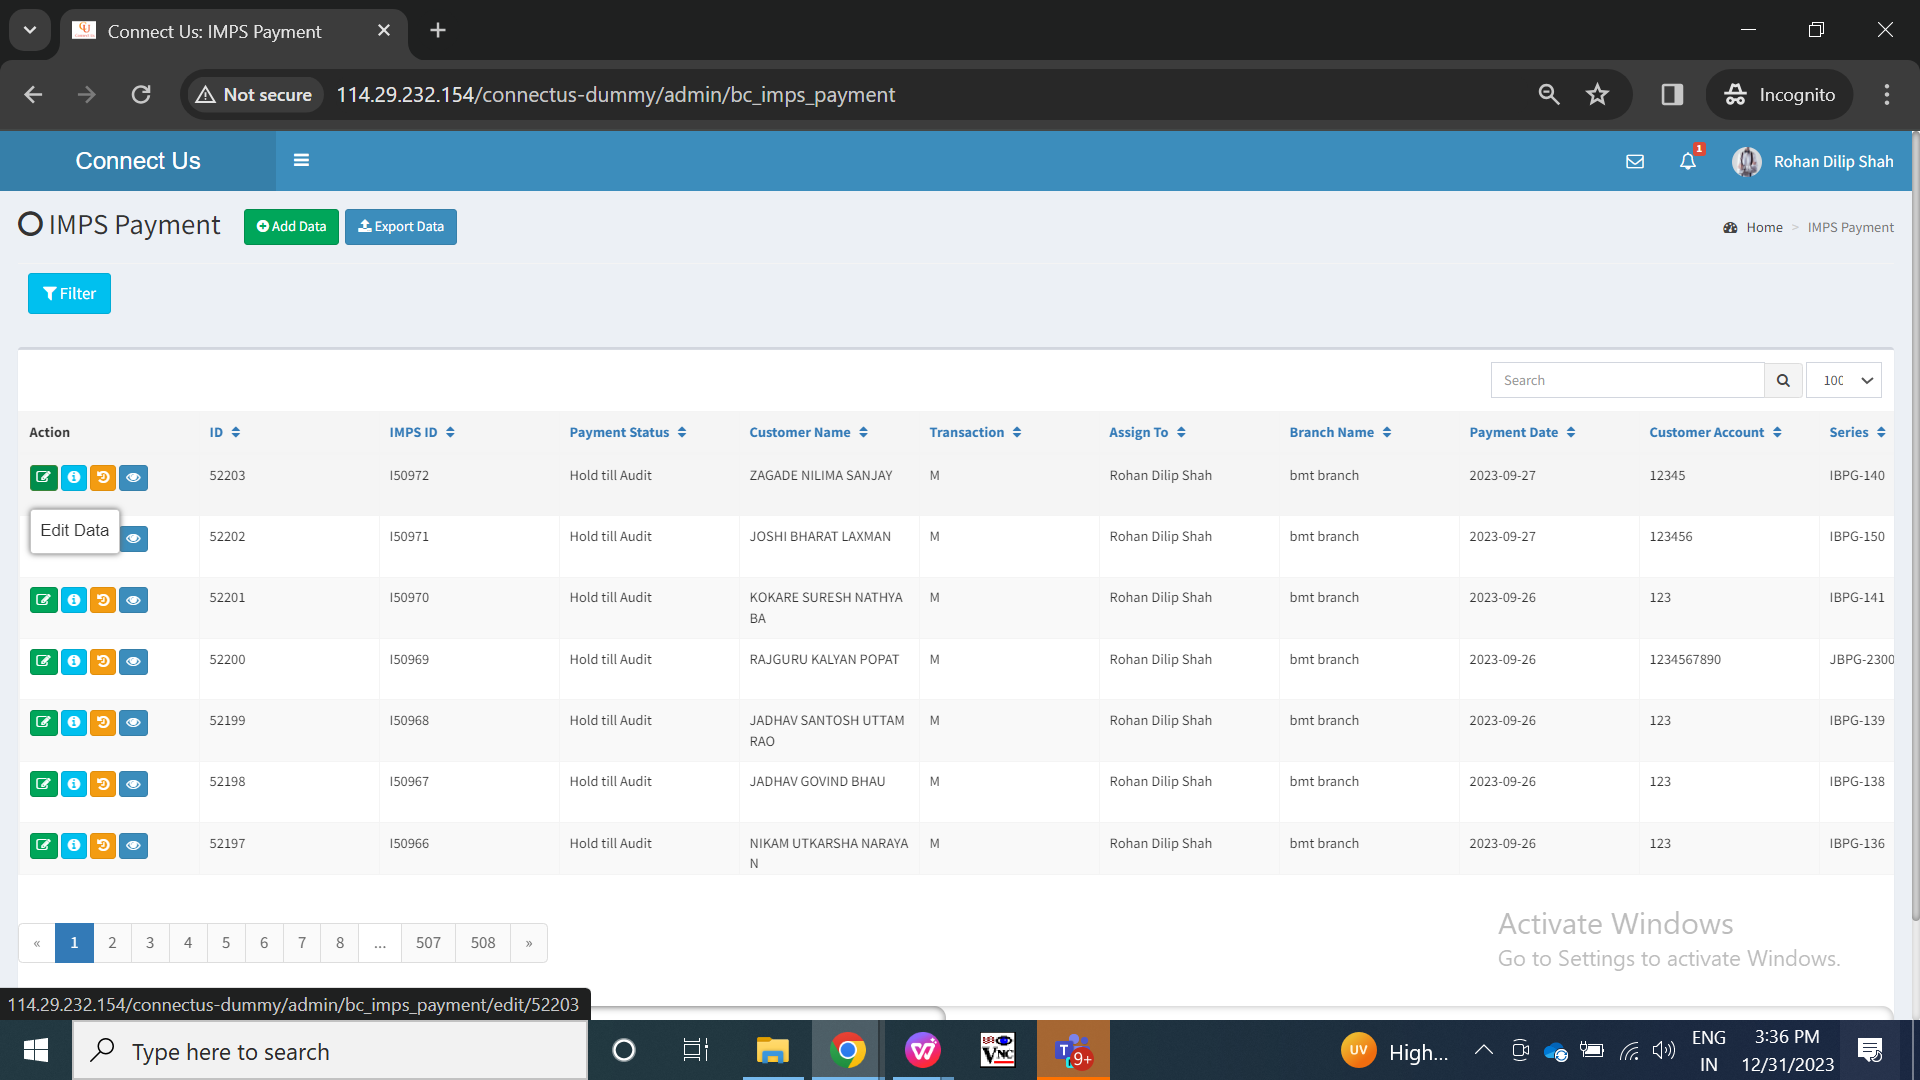 Connect Us: IMPS Payment
Not secure 114.29.232.154/connectus-dummy/admin/bc_imps_payment Incognito
Connect Us 1 Rohan Dilip Shah
IMPS Payment Add Data Export Data Home > IMPS Payment
Filter
Search 100
Action ID IMPS ID Payment Status Customer Name Transaction Assign To Branch Name Payment Date Customer Account Series
52203 I50972 Hold till Audit ZAGADE NILIMA SANJAY M Rohan Dilip Shah bmt branch 2023-09-27 12345 IBPG-140
Edit Data 52202 I50971 Hold till Audit JOSHI BHARAT LAXMAN M Rohan Dilip Shah bmt branch 2023-09-27 123456 IBPG-150
52201 I50970 Hold till Audit KOKARE SURESH NATHYA M Rohan Dilip Shah bmt branch 2023-09-26 123 IBPG-141
BA
52200 I50969 Hold till Audit RAJGURU KALYAN POPAT M Rohan Dilip Shah bmt branch 2023-09-26 1234567890 JBPG-2300
52199 I50968 Hold till Audit JADHAV SANTOSH UTTAM M Rohan Dilip Shah bmt branch 2023-09-26 123 IBPG-139
RAO
52198 I50967 Hold till Audit JADHAV GOVIND BHAU M Rohan Dilip Shah bmt branch 2023-09-26 123 IBPG-138
52197 I50966 Hold till Audit NIKAM UTKARSHA NARAYA M Rohan Dilip Shah bmt branch 2023-09-26 123 IBPG-136
N
« 1 2 3 4 5 6 7 8 ... 507 508 »
Activate Windows
Go to Settings to activate Windows.
114.29.232.154/connectus-dummy/admin/bc_imps_payment/edit/52203
Type here to search VNC T 9+ UV High... ENG 3:36 PM
IN 12/31/2023